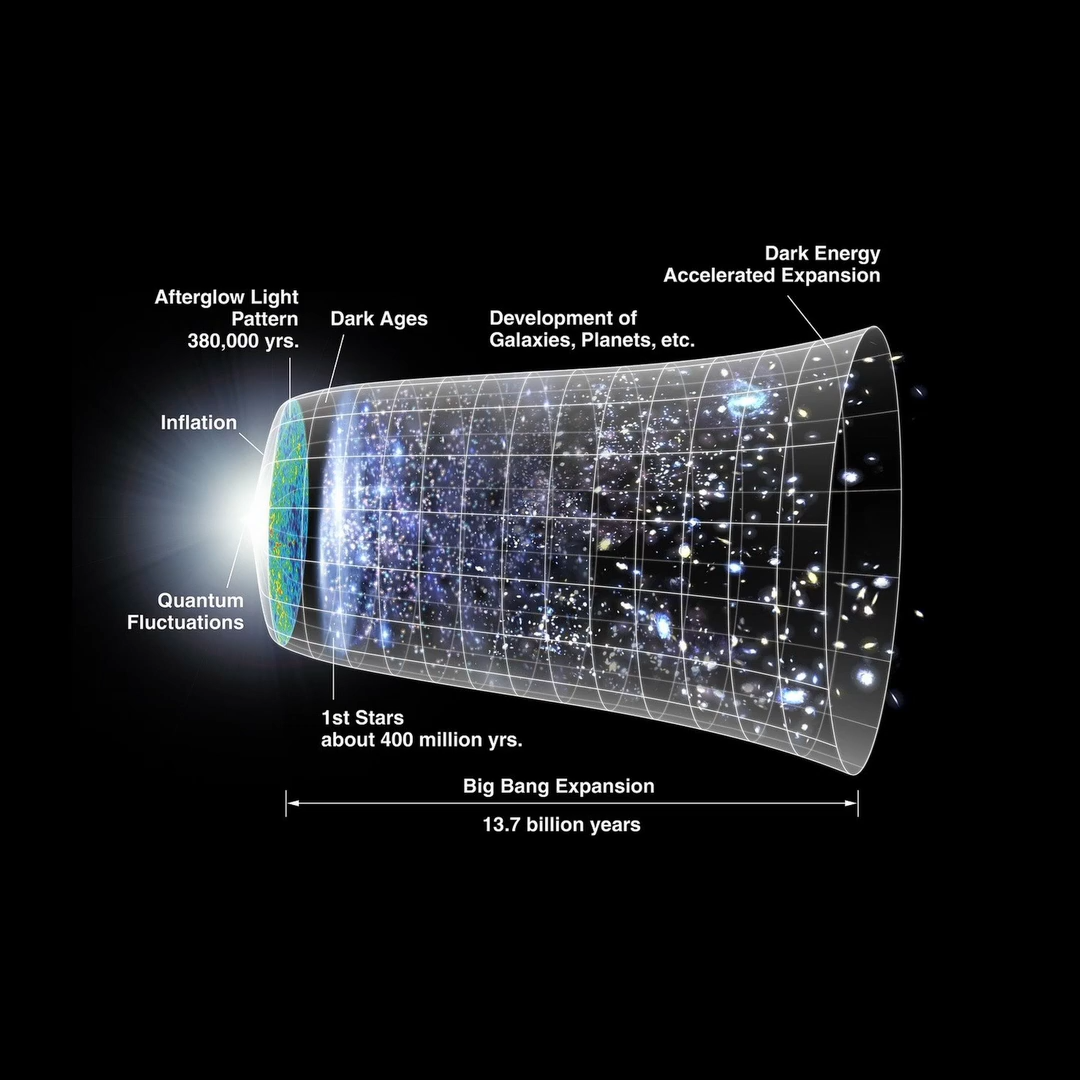 Dark Energy
Accelerated Expansion
Afterglow Light
Pattern
380,000 yrs.
Dark Ages
Development of
Galaxies, Planets, etc.
Inflation
Quantum
Fluctuations
1st Stars
about 400 million yrs.
Big Bang Expansion
13.7 billion years